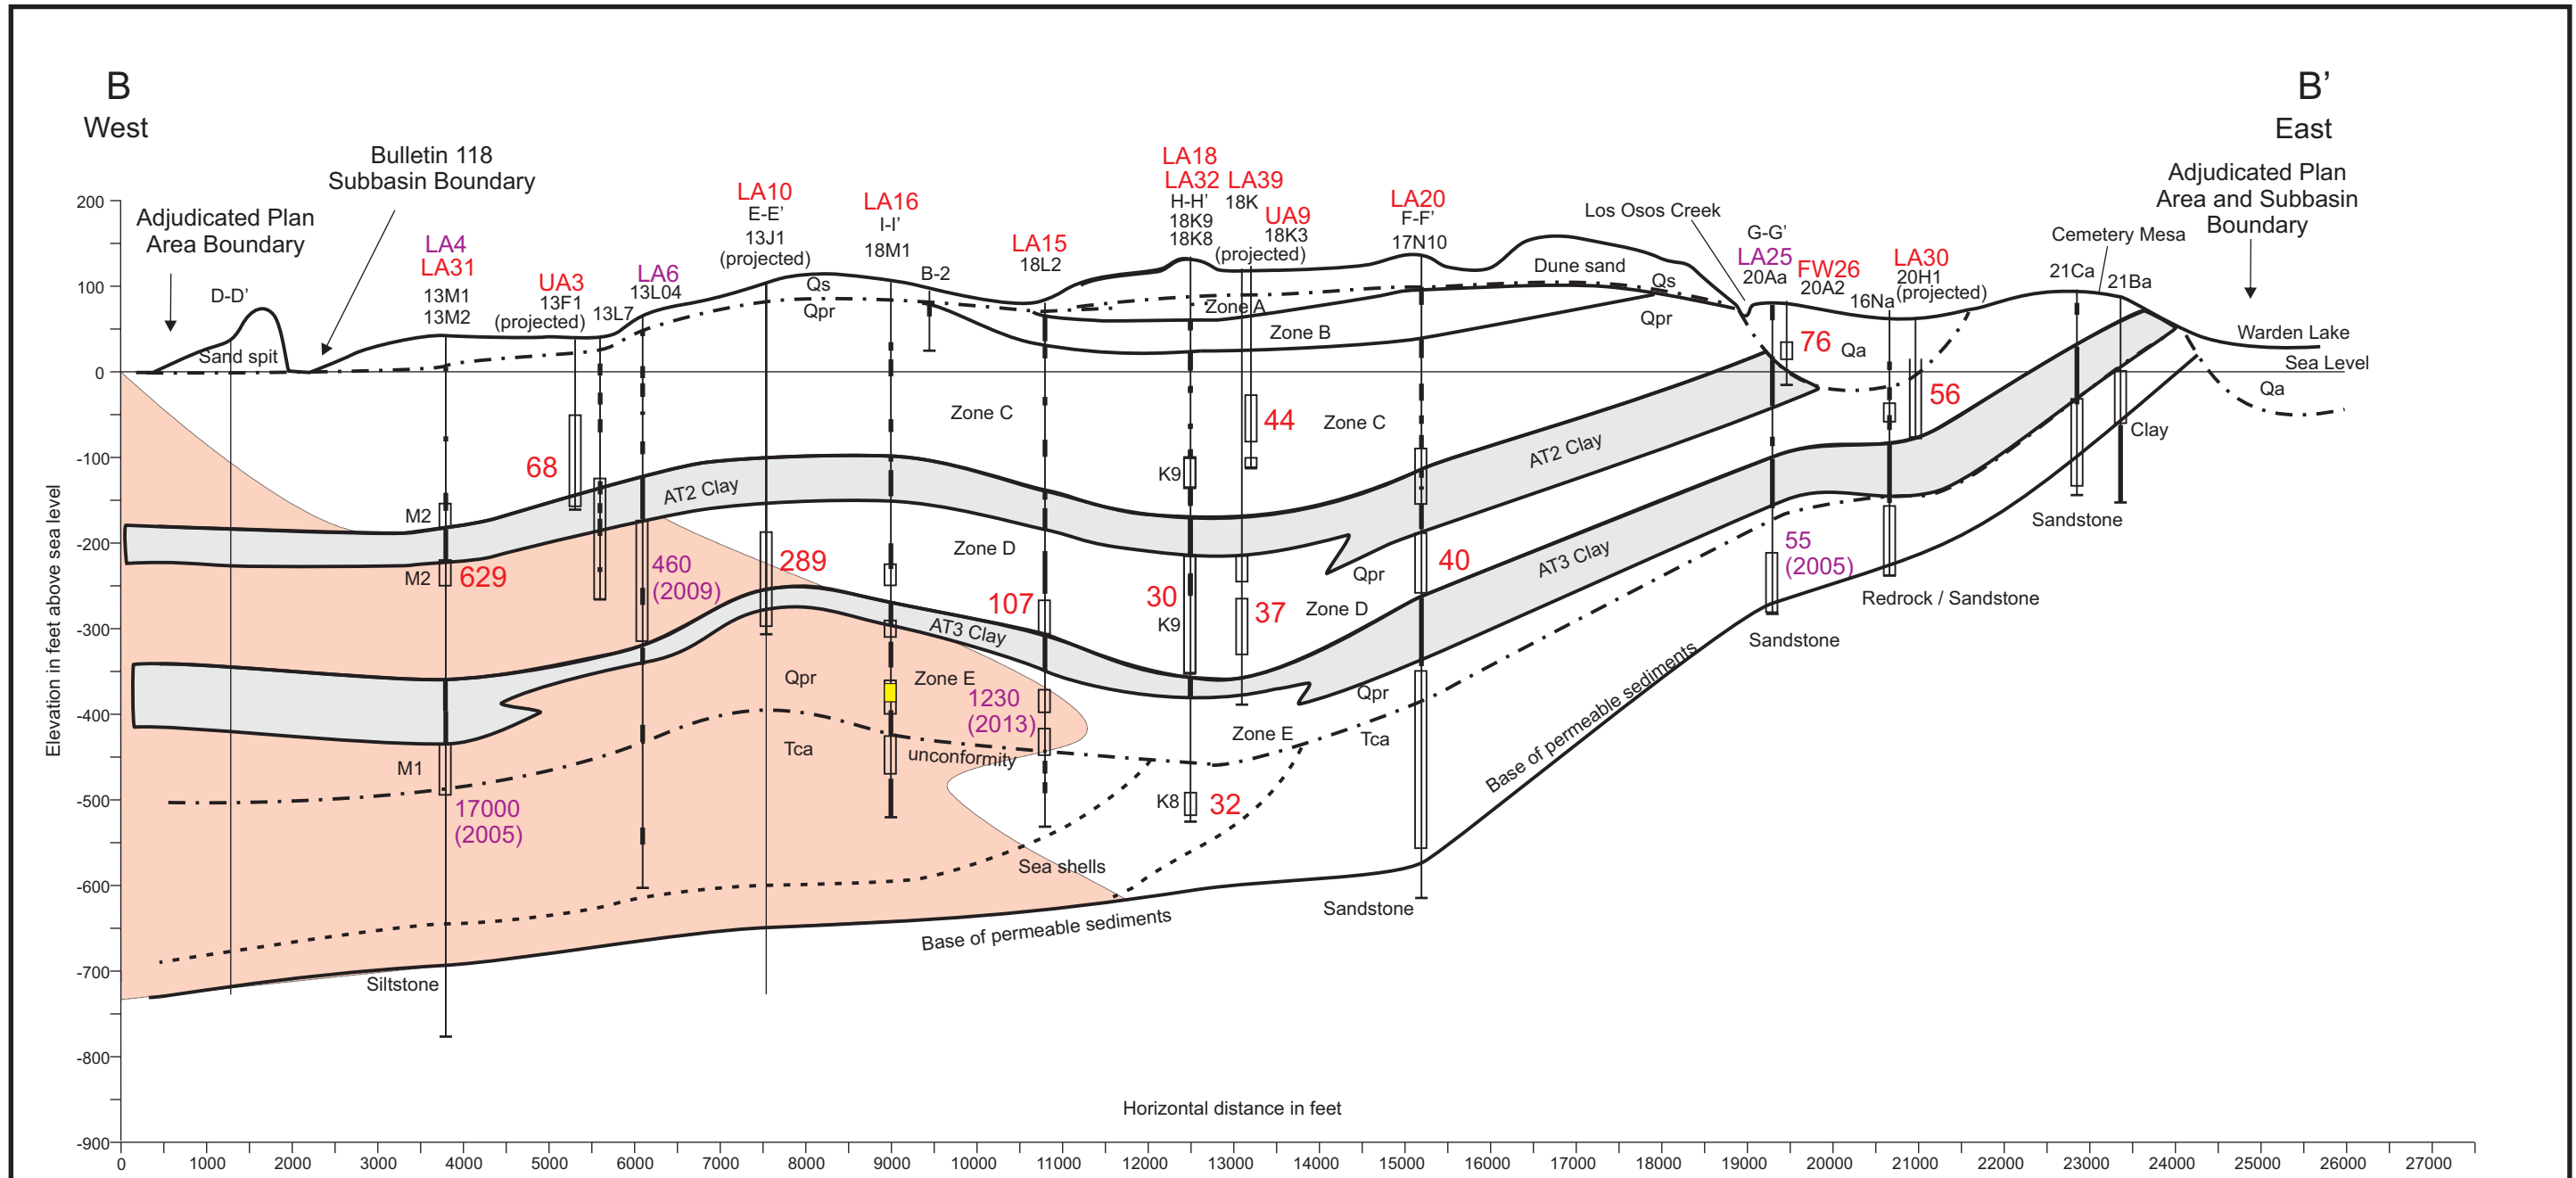 B
West
B’
East
Bulletin 118
Subbasin Boundary
Adjudicated Plan
Area Boundary
Adjudicated Plan
Area and Subbasin
Boundary
D-D’
Sand spit
LA4
LA31
13M1
13M2
UA3
13F1
(projected)
13L7
LA6
13L04
LA10
E-E’
13J1
(projected)
LA16
I-I’
18M1
B-2
LA15
18L2
LA18
LA32
H-H’
18K9
18K8
LA39
18K
UA9
18K3
(projected)
LA20
F-F’
17N10
Los Osos Creek
Dune sand
G-G’
LA25
20Aa
FW26
20A2
16Na
LA30
20H1
(projected)
Cemetery Mesa
21Ca
21Ba
Warden Lake
Sea Level
Qa
Qs
Qpr
Zone A
Zone B
Qs
Qpr
76
Qa
56
Zone C
44
Zone C
Clay
68
K9
AT2 Clay
AT2 Clay
M2
M2
629
460
(2009)
289
Zone D
107
30
K9
37
Qpr
Zone D
40
AT3 Clay
AT3 Clay
55
(2005)
Sandstone
Redrock / Sandstone
Sandstone
Qpr
Zone E
1230
(2013)
Tca
unconformity
Zone E
Qpr
Tca
M1
17000
(2005)
K8
32
Base of permeable sediments
Sea shells
Base of permeable sediments
Sandstone
Siltstone
Elevation in feet above sea level
200
100
0
-100
-200
-300
-400
-500
-600
-700
-800
-900
Horizontal distance in feet
0 1000 2000 3000 4000 5000 6000 7000 8000 9000 10000 11000 12000 13000 14000 15000 16000 17000 18000 19000 20000 21000 22000 23000 24000 25000 26000 27000